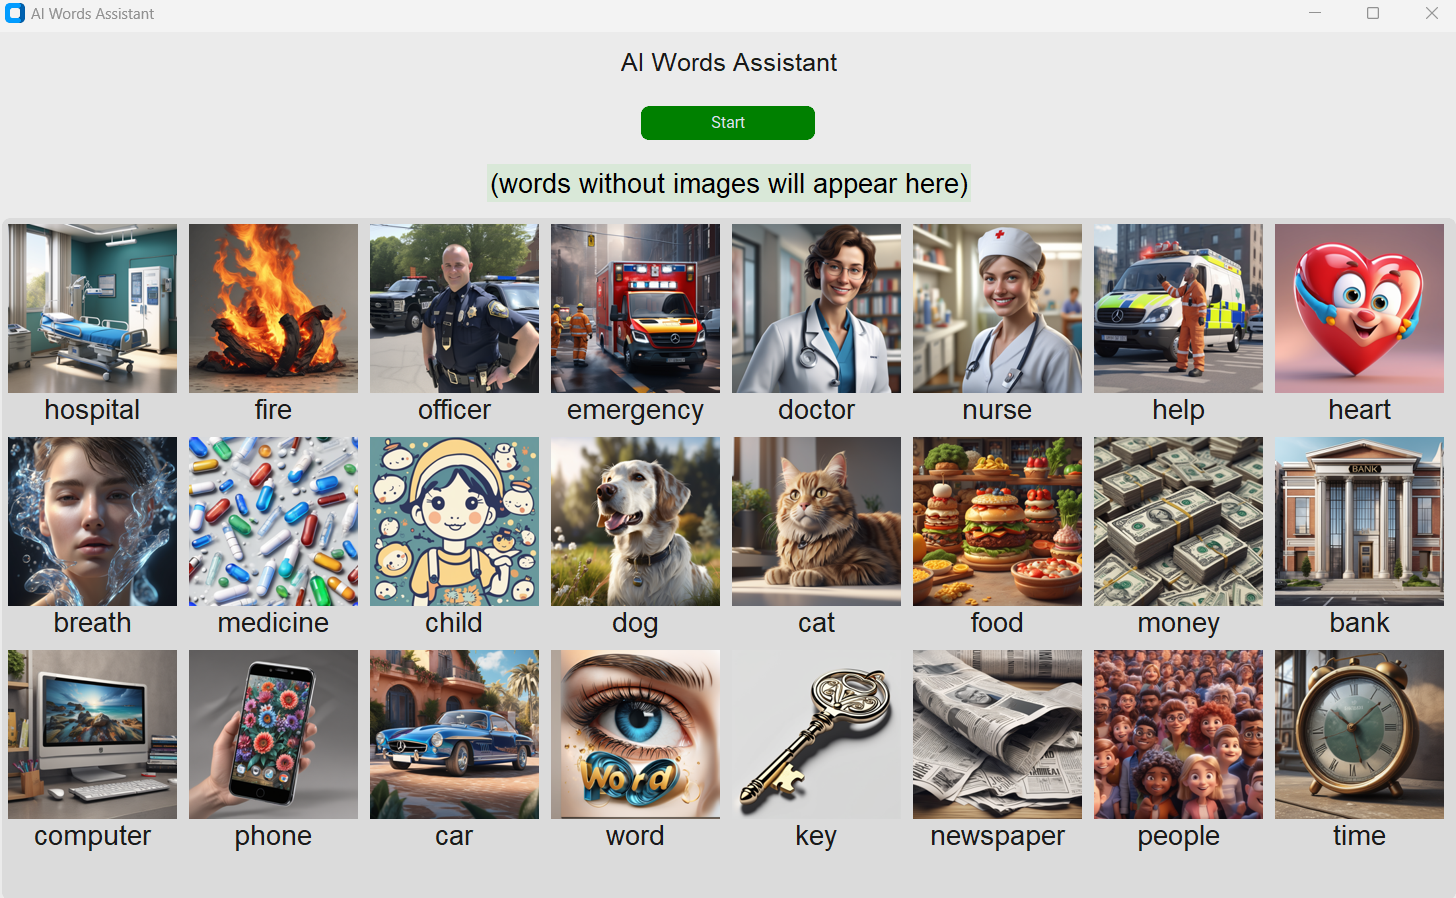 AI Words Assistant
AI Words Assistant
Start
(words without images will appear here)
hospital fire officer emergency doctor nurse help heart
BANK
breath medicine child dog cat food money bank
Word
computer phone car word key newspaper people time